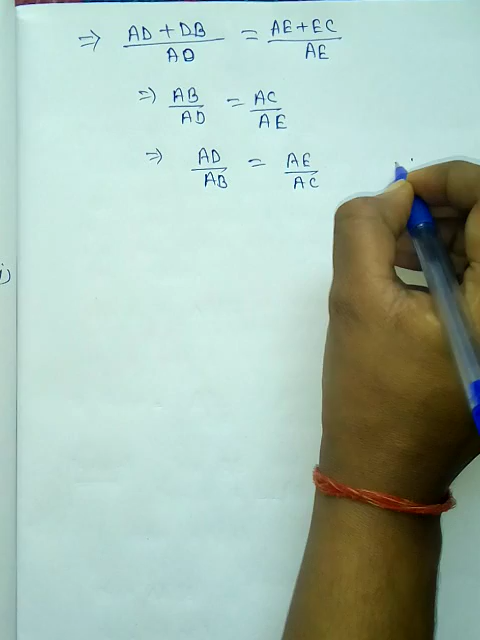 ⇒ AD + DB / AD = AE + EC / AE
⇒ AB / AD = AC / AE
⇒ AD / AB = AE / AC